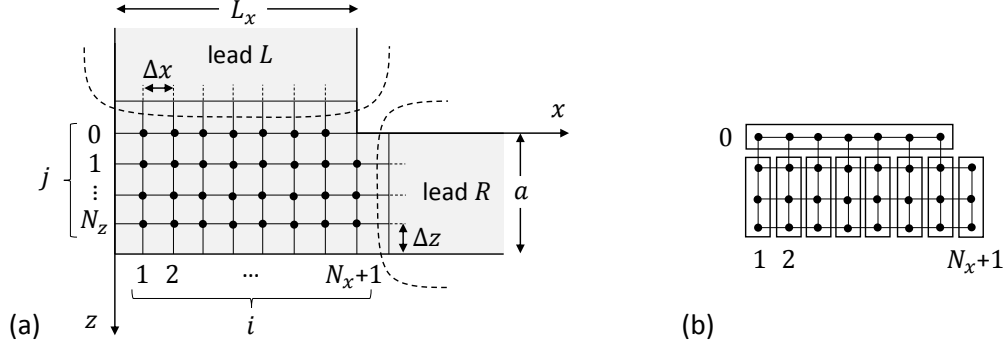 L_x
lead L
Δx
x
0
1
⋮
N_z
j
lead R
a
Δz
1 2 ... N_x+1
i
z
(a)
0
1 2 N_x+1
(b)